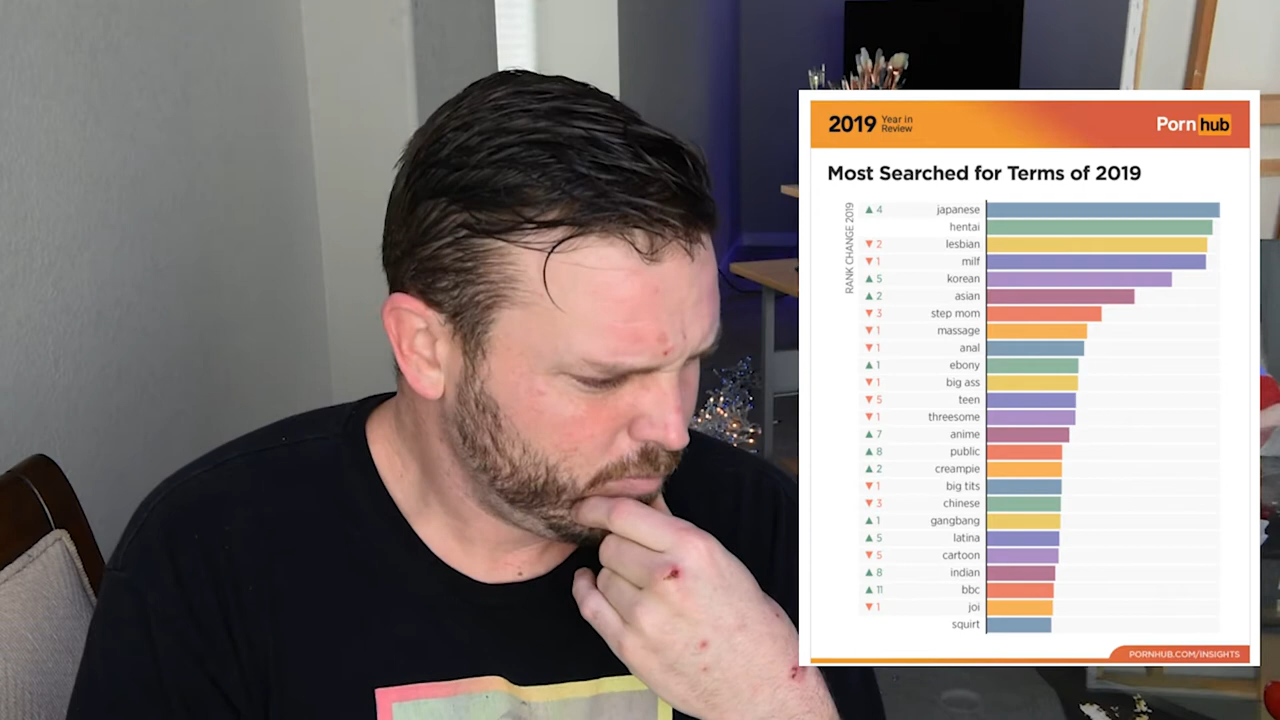 2019 Year in Review
Porn hub
Most Searched for Terms of 2019
RANK CHANGE 2019
▲ 4 japanese
hentai
▼ 2 lesbian
▼ 1 milf
▲ 5 korean
▲ 2 asian
▼ 3 step mom
▼ 1 massage
▼ 1 anal
▲ 1 ebony
▼ 1 big ass
▼ 5 teen
▼ 1 threesome
▲ 7 anime
▲ 8 public
▲ 2 creampie
▼ 1 big tits
▼ 3 chinese
▲ 1 gangbang
▲ 5 latina
▼ 5 cartoon
▲ 8 indian
▲ 11 bbc
▼ 1 joi
squirt
PORNHUB.COM/INSIGHTS